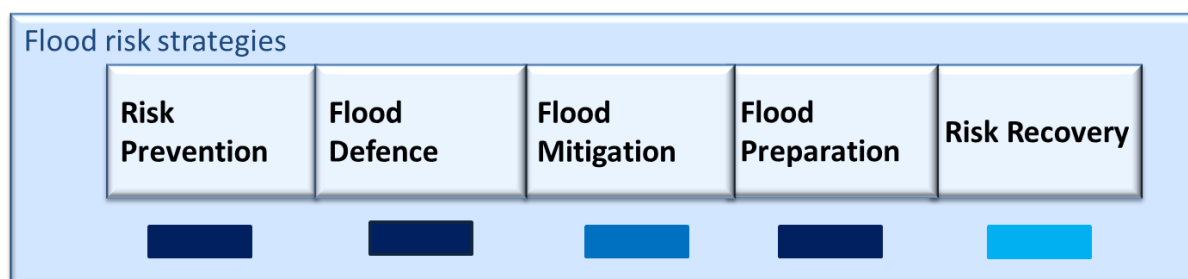 Flood risk strategies
Risk
Prevention
Flood
Defence
Flood
Mitigation
Flood
Preparation
Risk Recovery